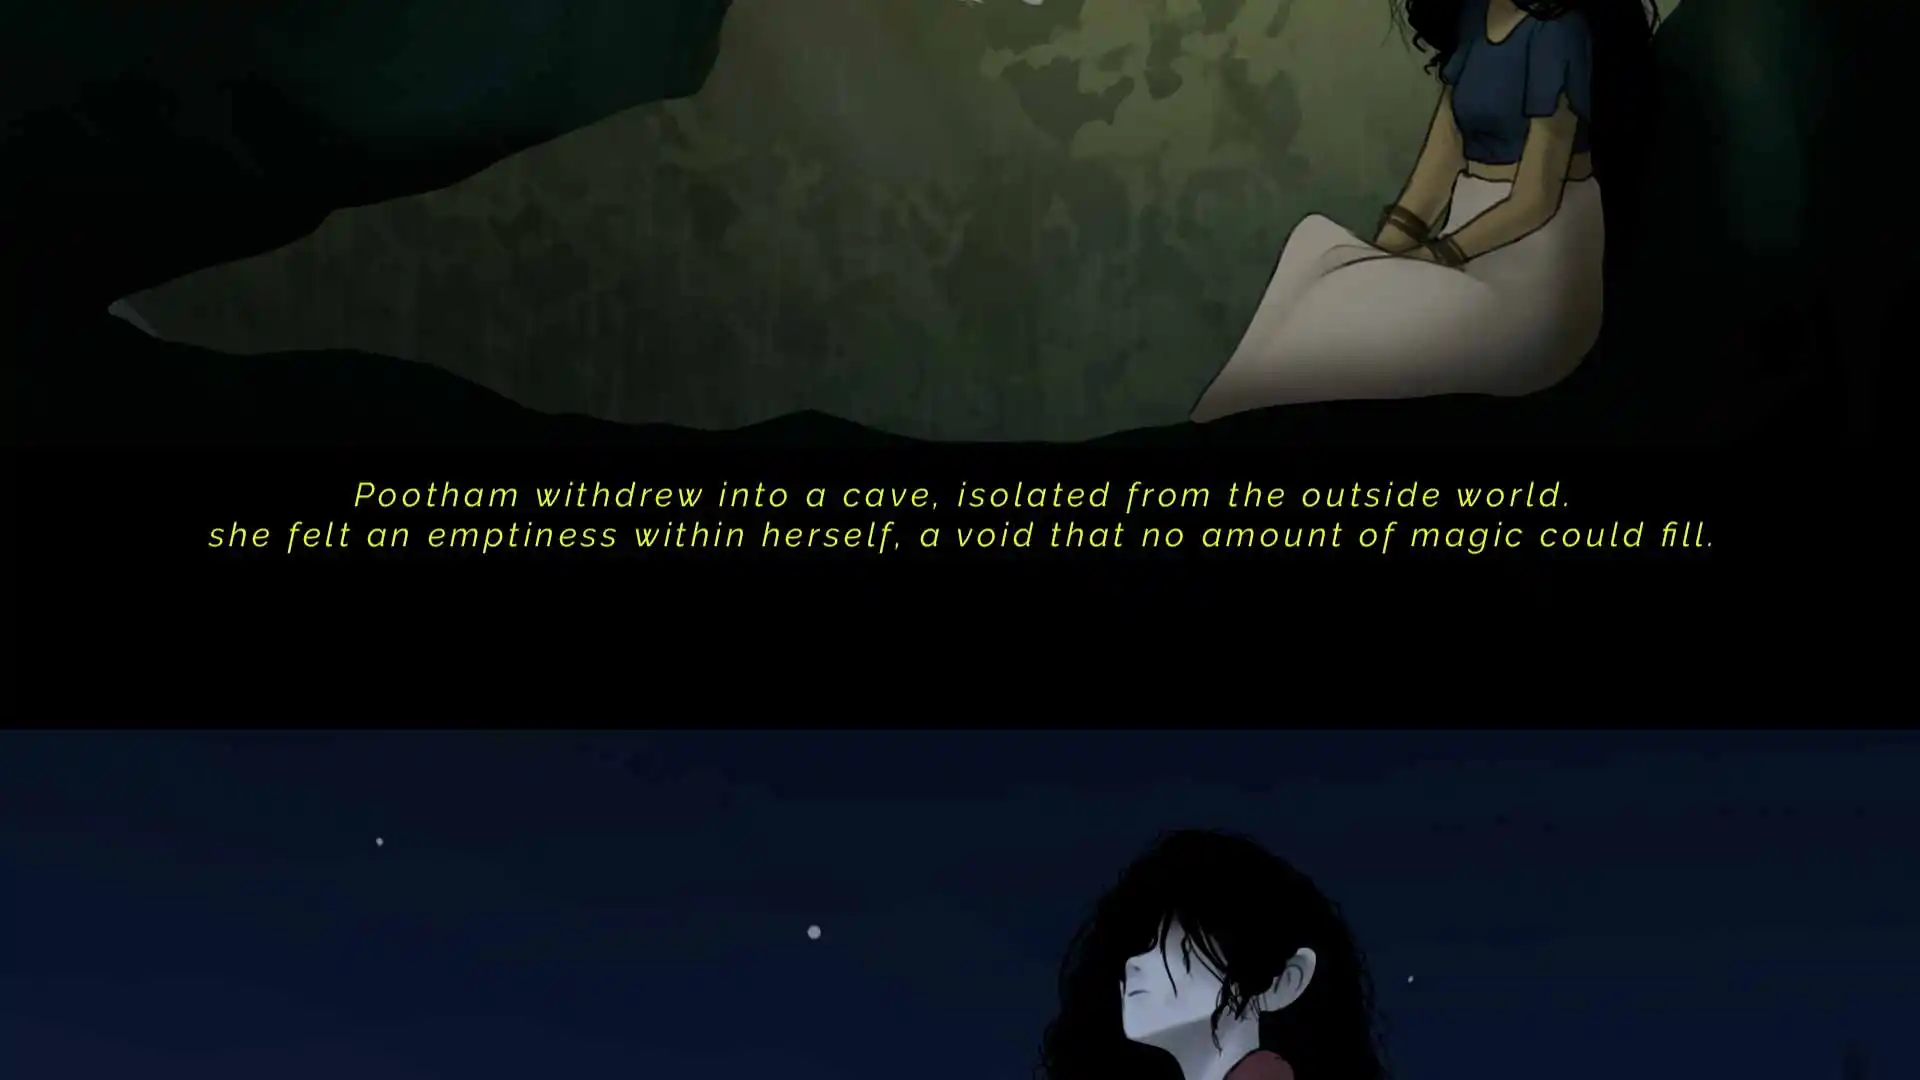 Pootham withdrew into a cave, isolated from the outside world.
she felt an emptiness within herself, a void that no amount of magic could fill.